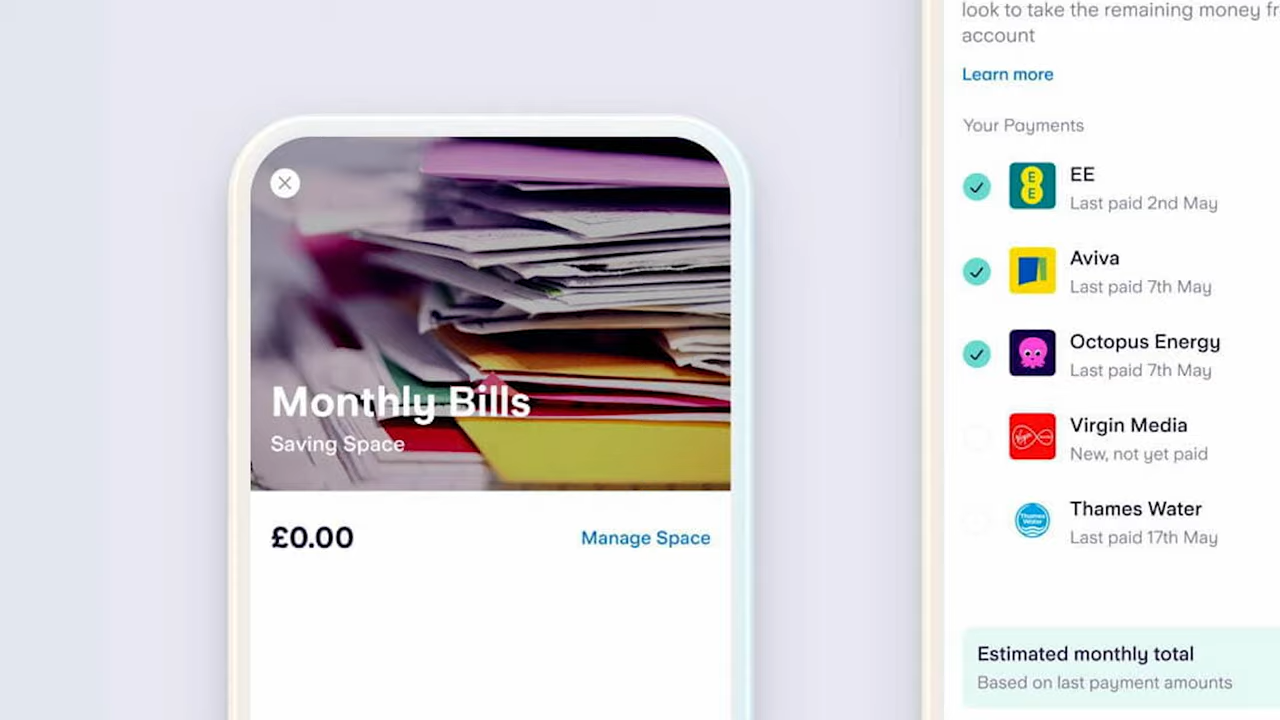 Monthly Bills
Saving Space
£0.00
Manage Space
look to take the remaining money
account
Learn more
Your Payments
EE
Last paid 2nd May
Aviva
Last paid 7th May
Octopus Energy
Last paid 7th May
Virgin Media
New, not yet paid
Thames Water
Last paid 17th May
Estimated monthly total
Based on last payment amounts